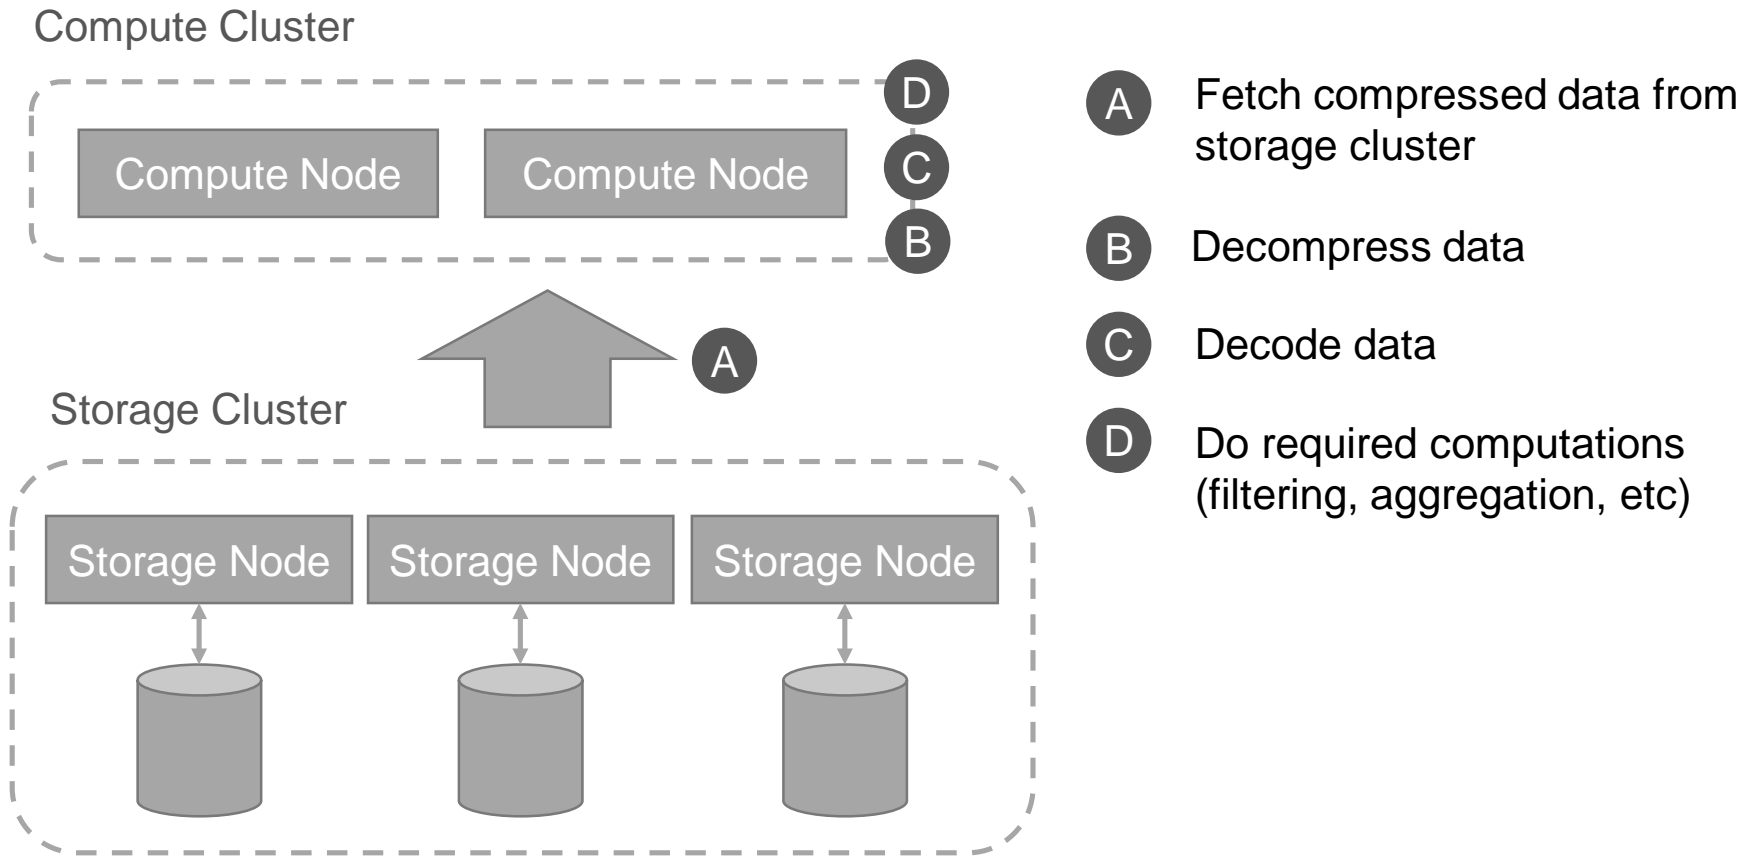 Compute Cluster
D
Compute Node
Compute Node
C
B
A
Storage Cluster
Storage Node
Storage Node
Storage Node
A
Fetch compressed data from
storage cluster
B
Decompress data
C
Decode data
D
Do required computations
(filtering, aggregation, etc)